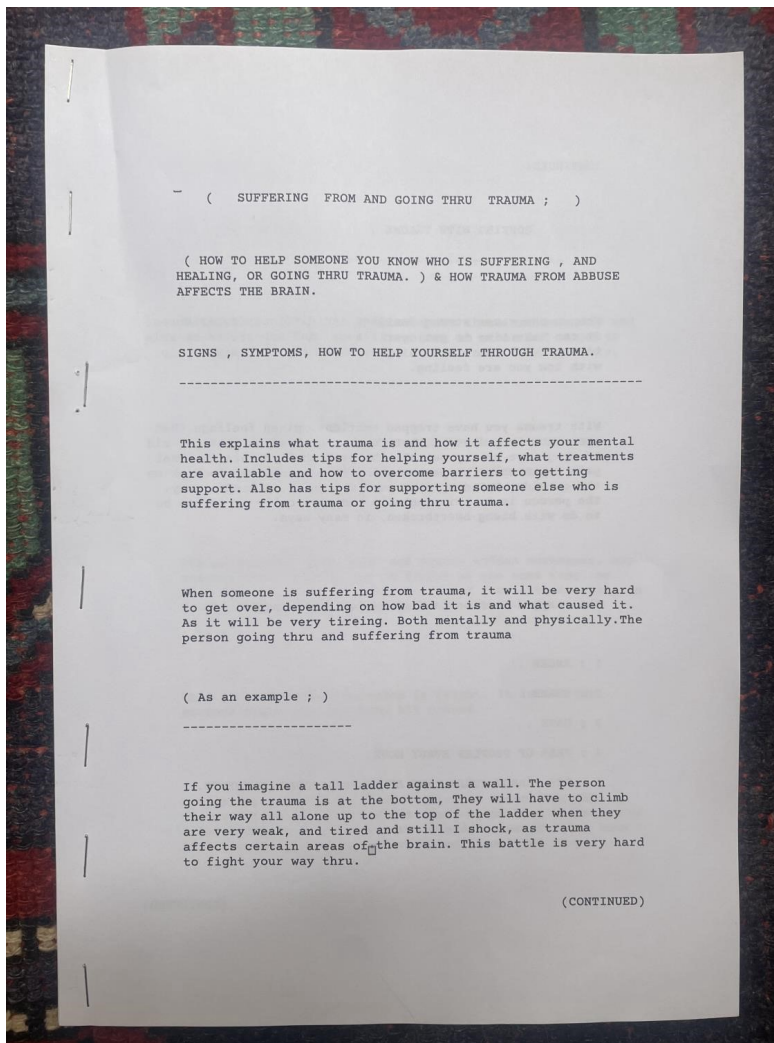 ( SUFFERING FROM AND GOING THRU TRAUMA ; )
( HOW TO HELP SOMEONE YOU KNOW WHO IS SUFFERING , AND
HEALING, OR GOING THRU TRAUMA. ) & HOW TRAUMA FROM ABBUSE
AFFECTS THE BRAIN.
SIGNS , SYMPTOMS, HOW TO HELP YOURSELF THROUGH TRAUMA.
------------------------------------------------------------
This explains what trauma is and how it affects your mental
health. Includes tips for helping yourself, what treatments
are available and how to overcome barriers to getting
support. Also has tips for supporting someone else who is
suffering from trauma or going thru trauma.
When someone is suffering from trauma, it will be very hard
to get over, depending on how bad it is and what caused it.
As it will be very tireing. Both mentally and physically.The
person going thru and suffering from trauma
( As an example ; )
----------------------
If you imagine a tall ladder against a wall. The person
going the trauma is at the bottom, They will have to climb
their way all alone up to the top of the ladder when they
are very weak, and tired and still I shock, as trauma
affects certain areas of the brain. This battle is very hard
to fight your way thru.
(CONTINUED)